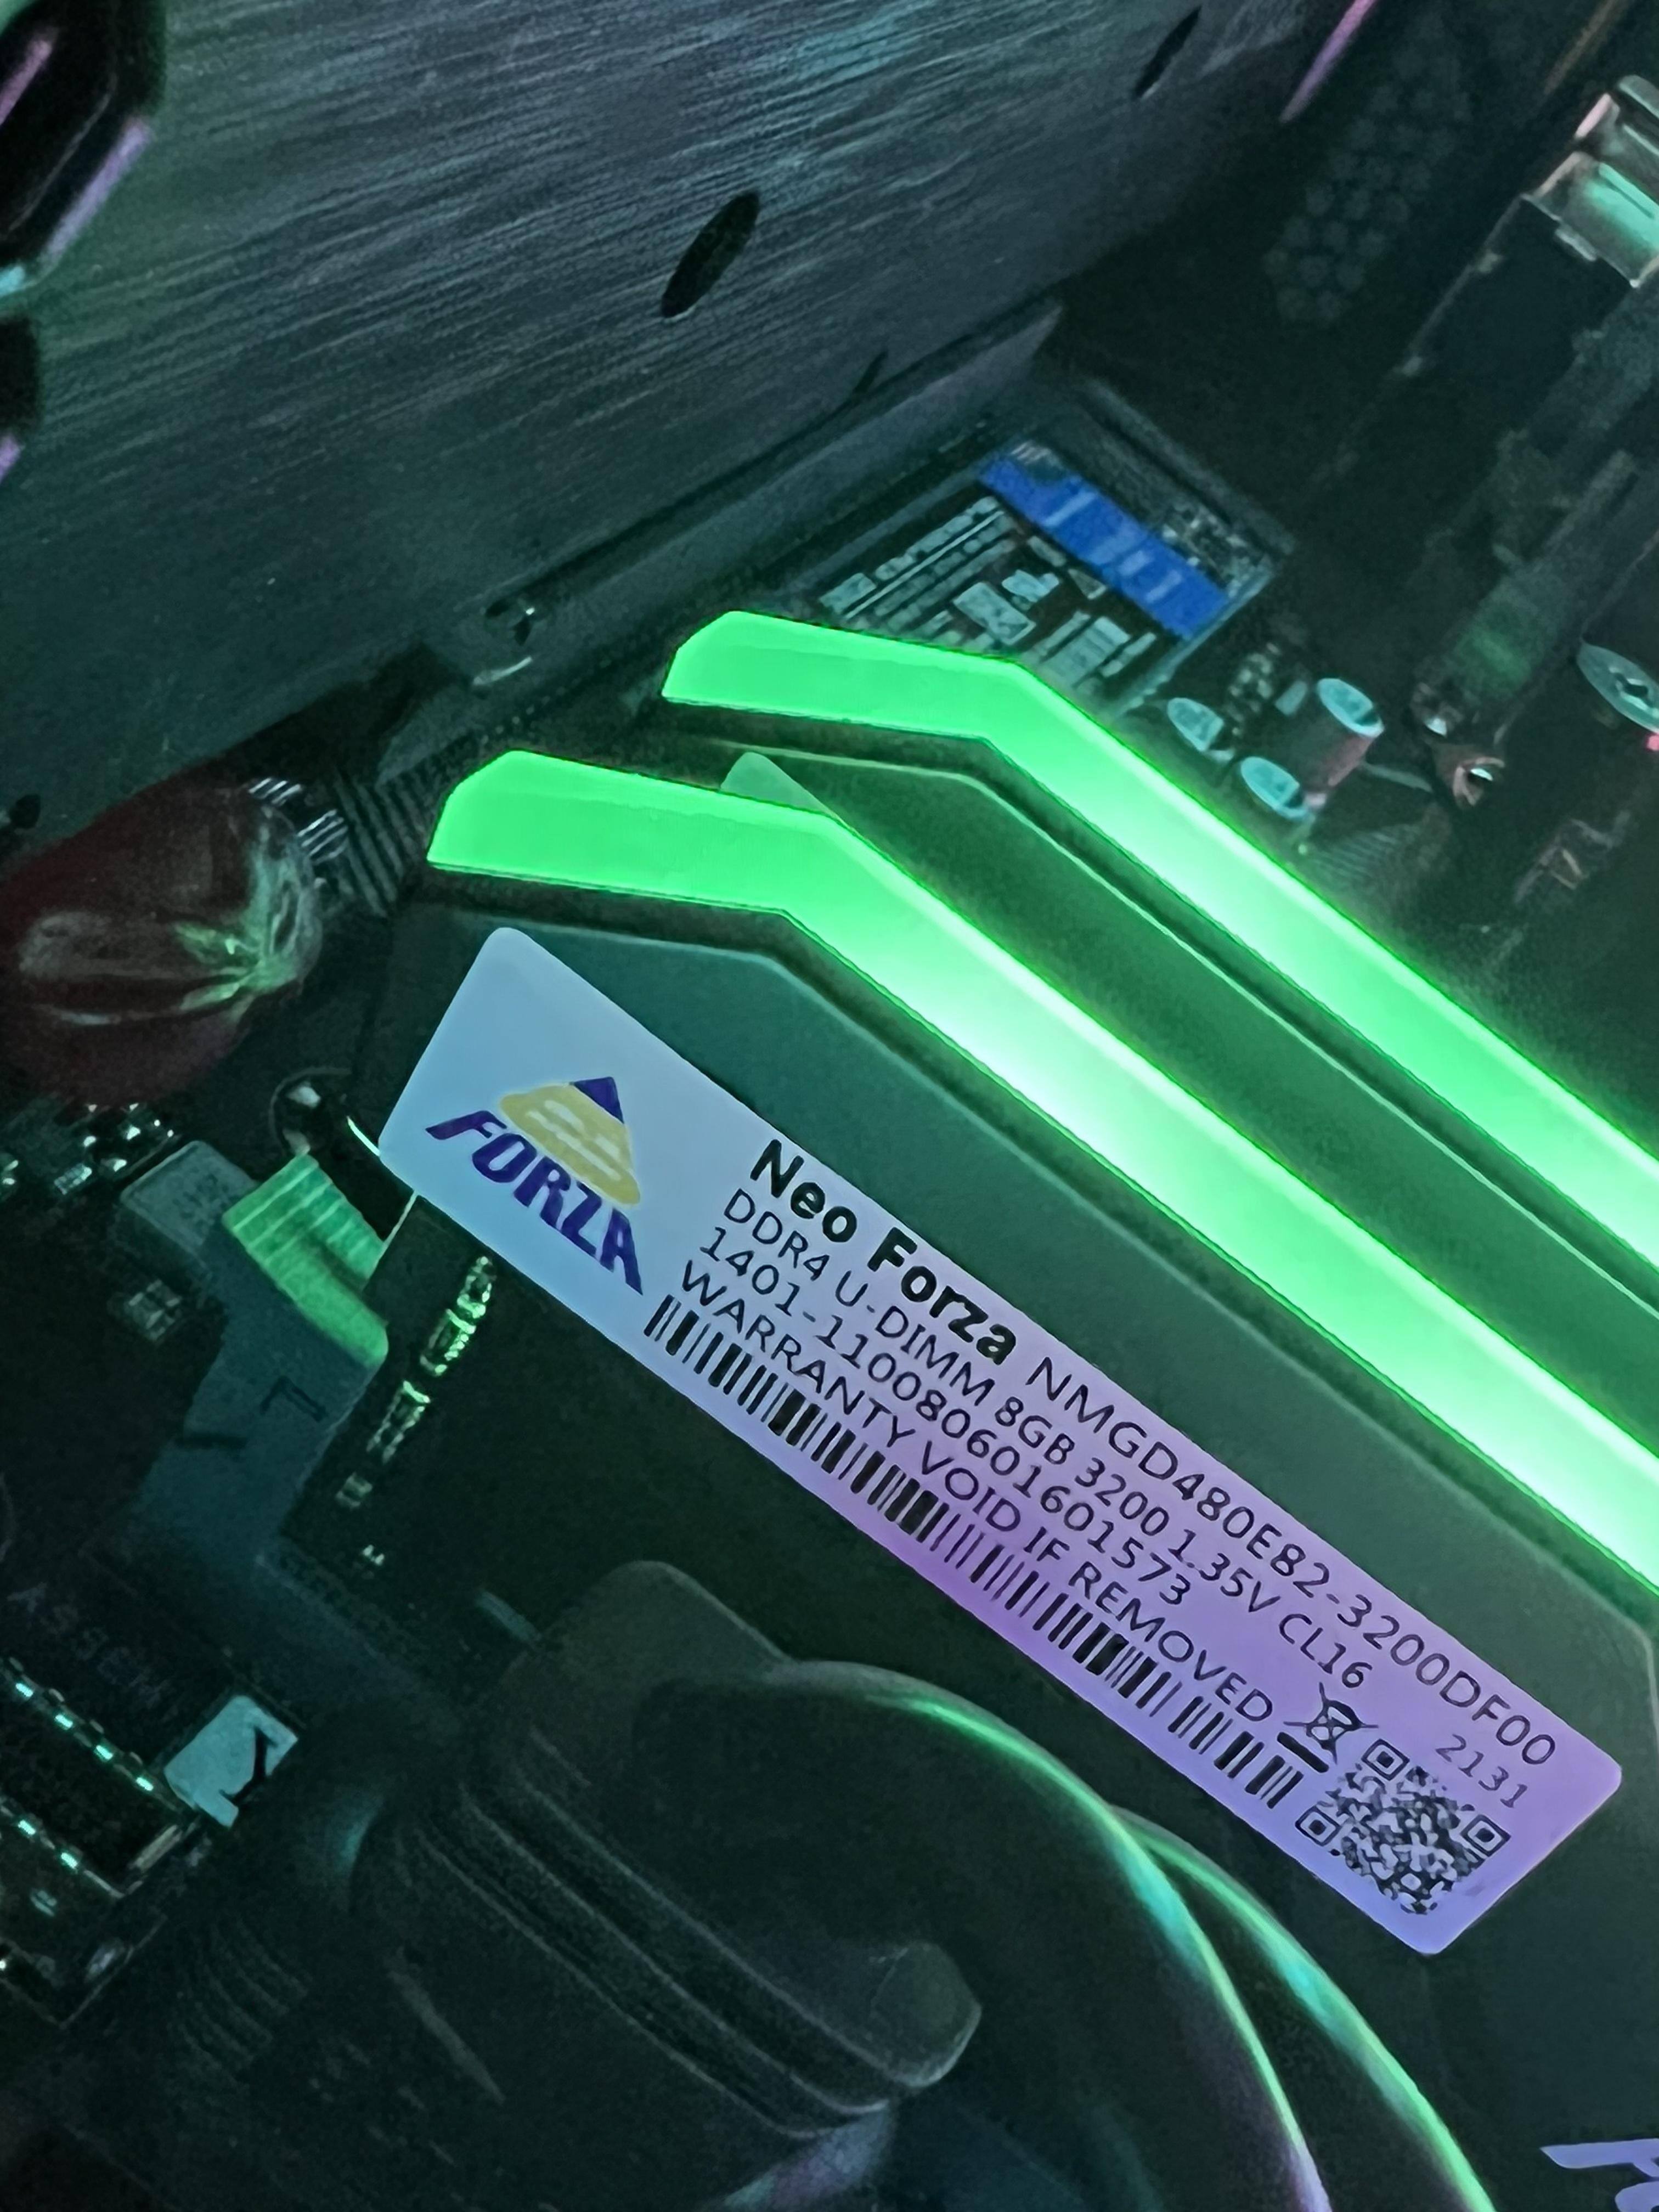 FORZA
Neo Forza NMGD480E82-3200DF00
DDR4 U-DIMM 8GB 3200 1.35V CL16 2131
1401-110080601601573
WARRANTY VOID IF REMOVED